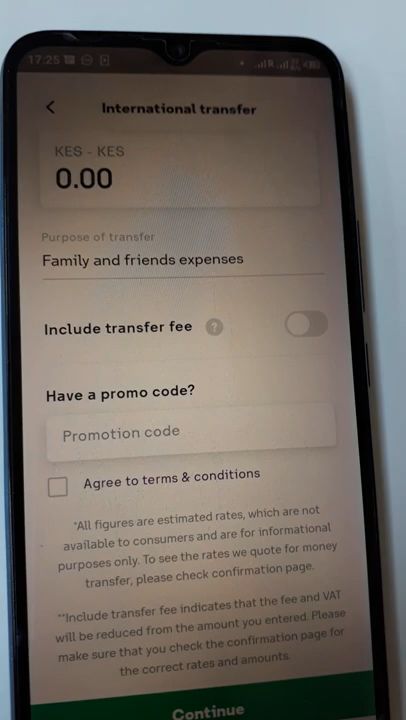 17:25
International transfer
KES - KES
0.00
Purpose of transfer
Family and friends expenses
Include transfer fee ?
Have a promo code?
Promotion code
Agree to terms & conditions
*All figures are estimated rates, which are not
available to consumers and are for informational
purposes only. To see the rates we quote for money
transfer, please check confirmation page.
**Include transfer fee indicates that the fee and VAT
will be reduced from the amount you entered. Please
make sure that you check the confirmation page for
the correct rates and amounts.
Continue